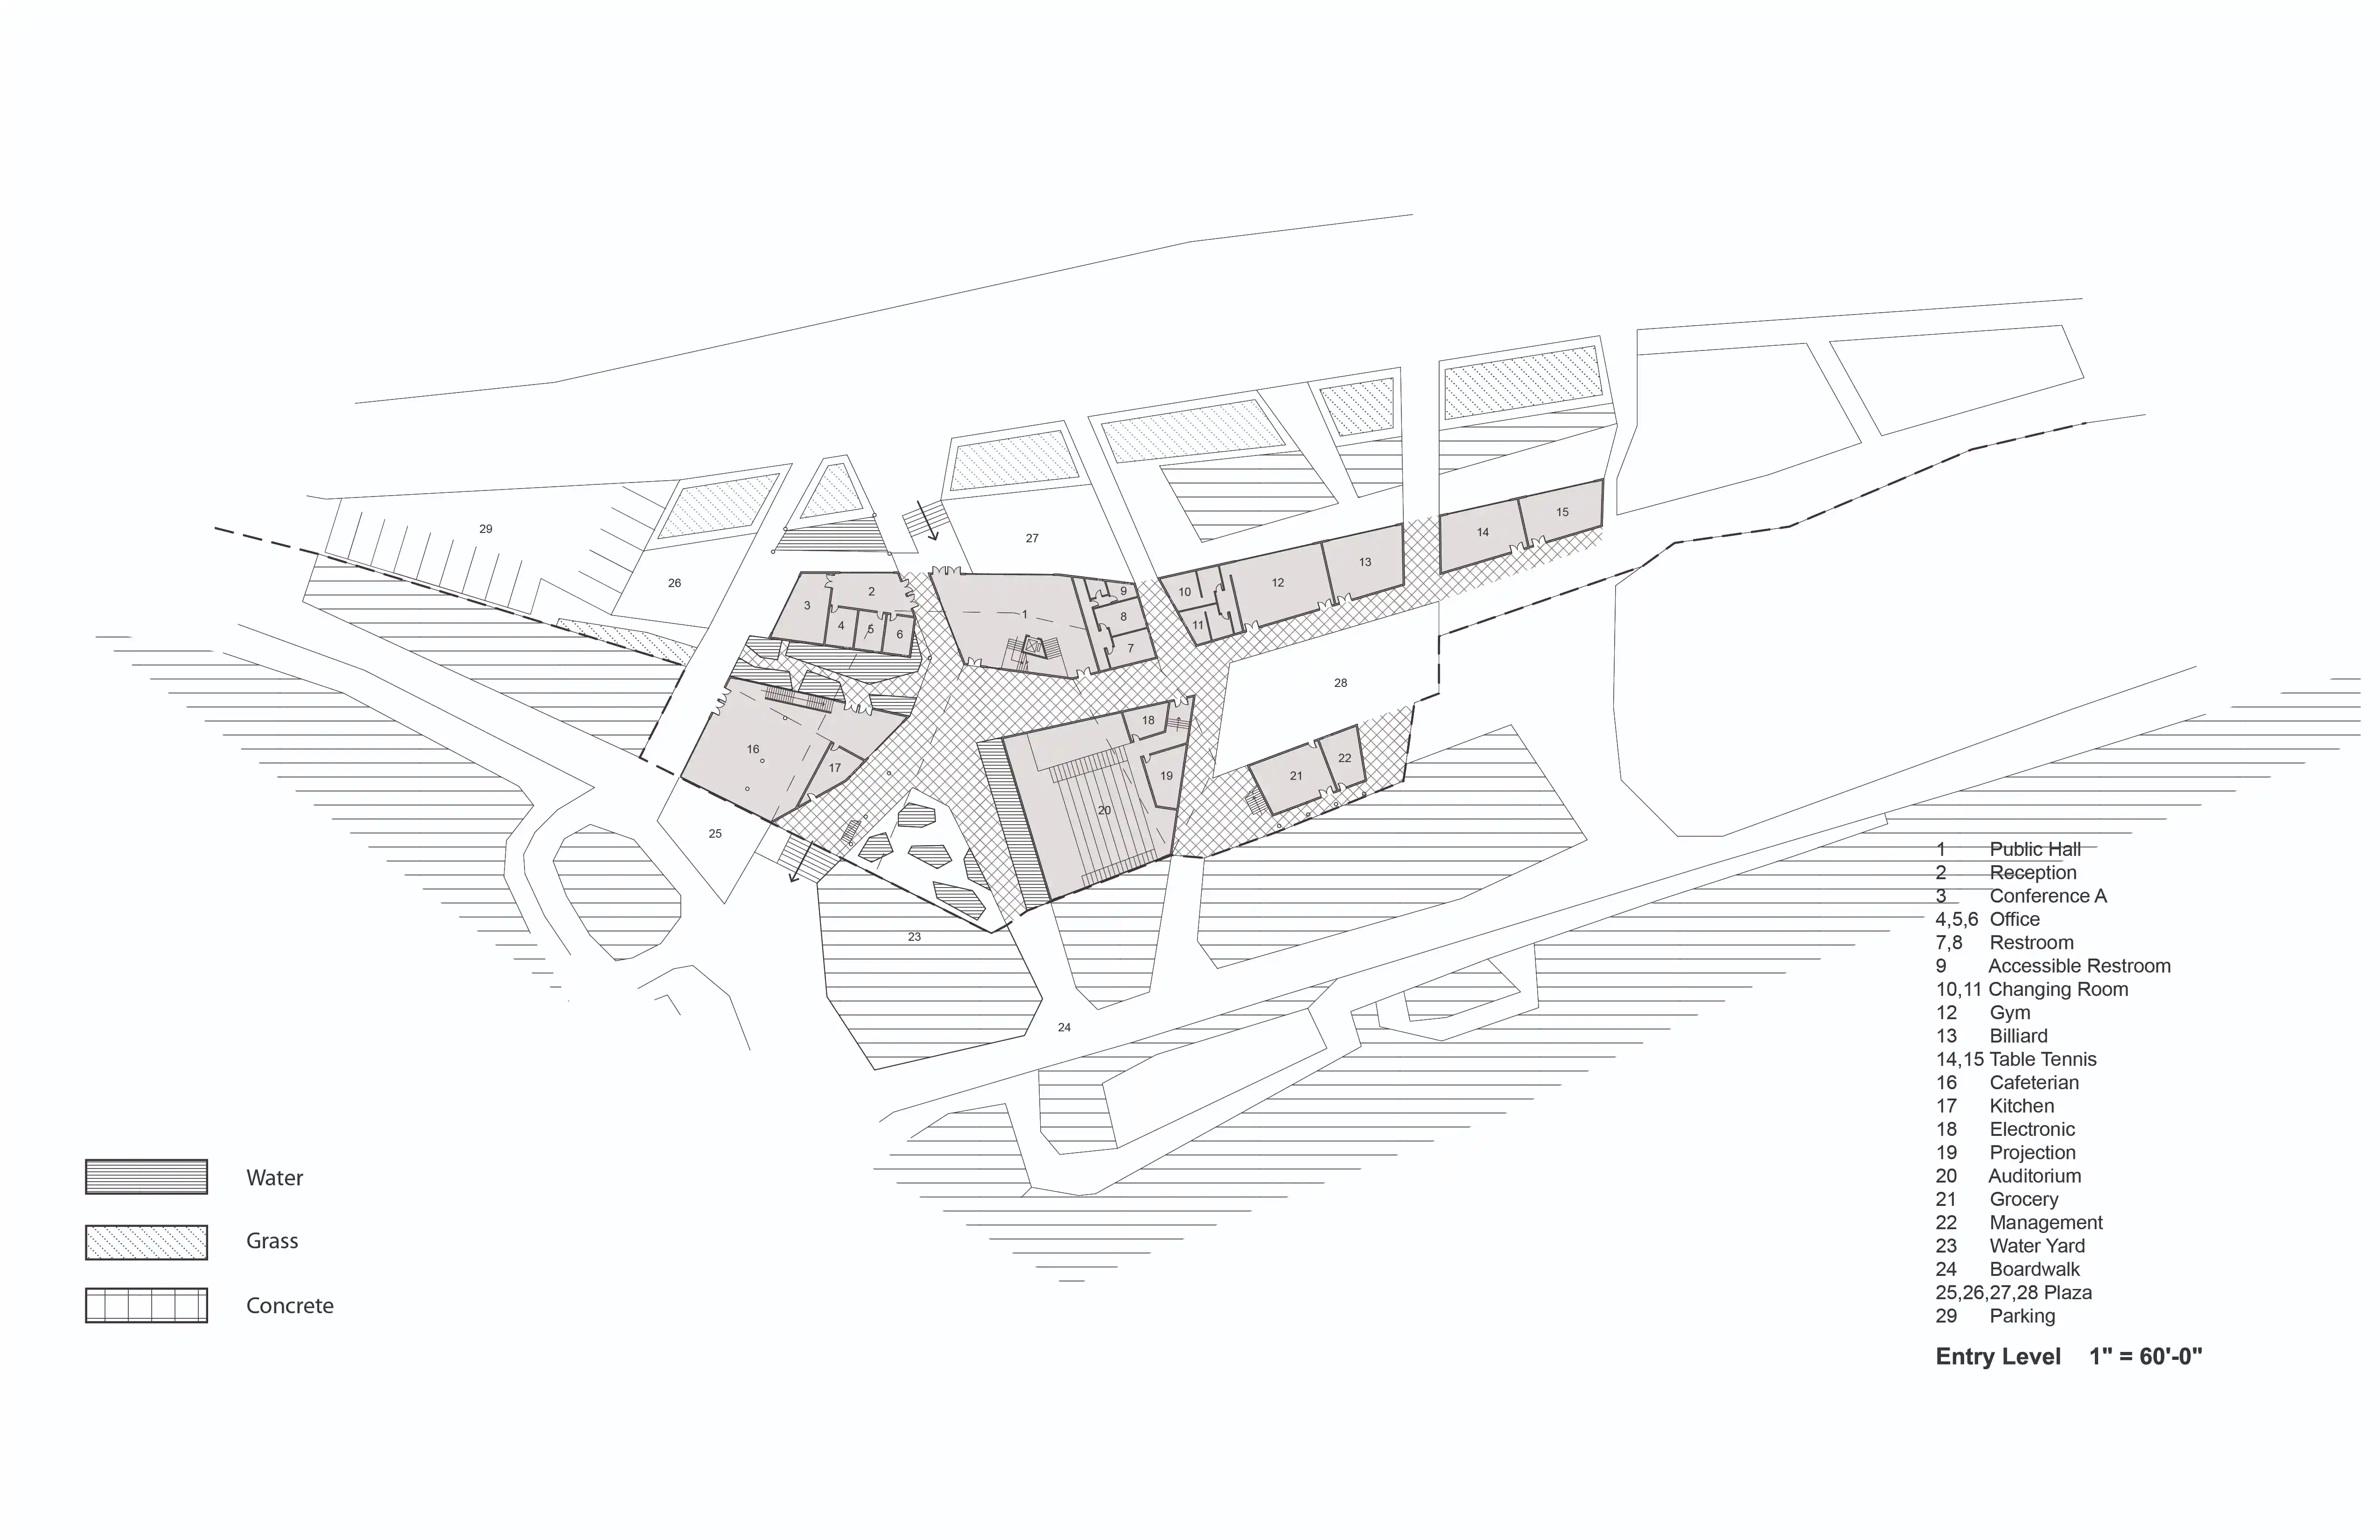 29
27
15
14
13
26
12
9
10
2
3
8
1
11
4
5
6
7
28
18
16
22
17
19
21
20
25
23
24
1 Public Hall
2 Reception
3 Conference A
4,5,6 Office
7,8 Restroom
9 Accessible Restroom
10,11 Changing Room
12 Gym
13 Billiard
14,15 Table Tennis
16 Cafeterian
17 Kitchen
18 Electronic
19 Projection
20 Auditorium
21 Grocery
22 Management
23 Water Yard
24 Boardwalk
25,26,27,28 Plaza
29 Parking
Entry Level 1" = 60'-0"
Water
Grass
Concrete